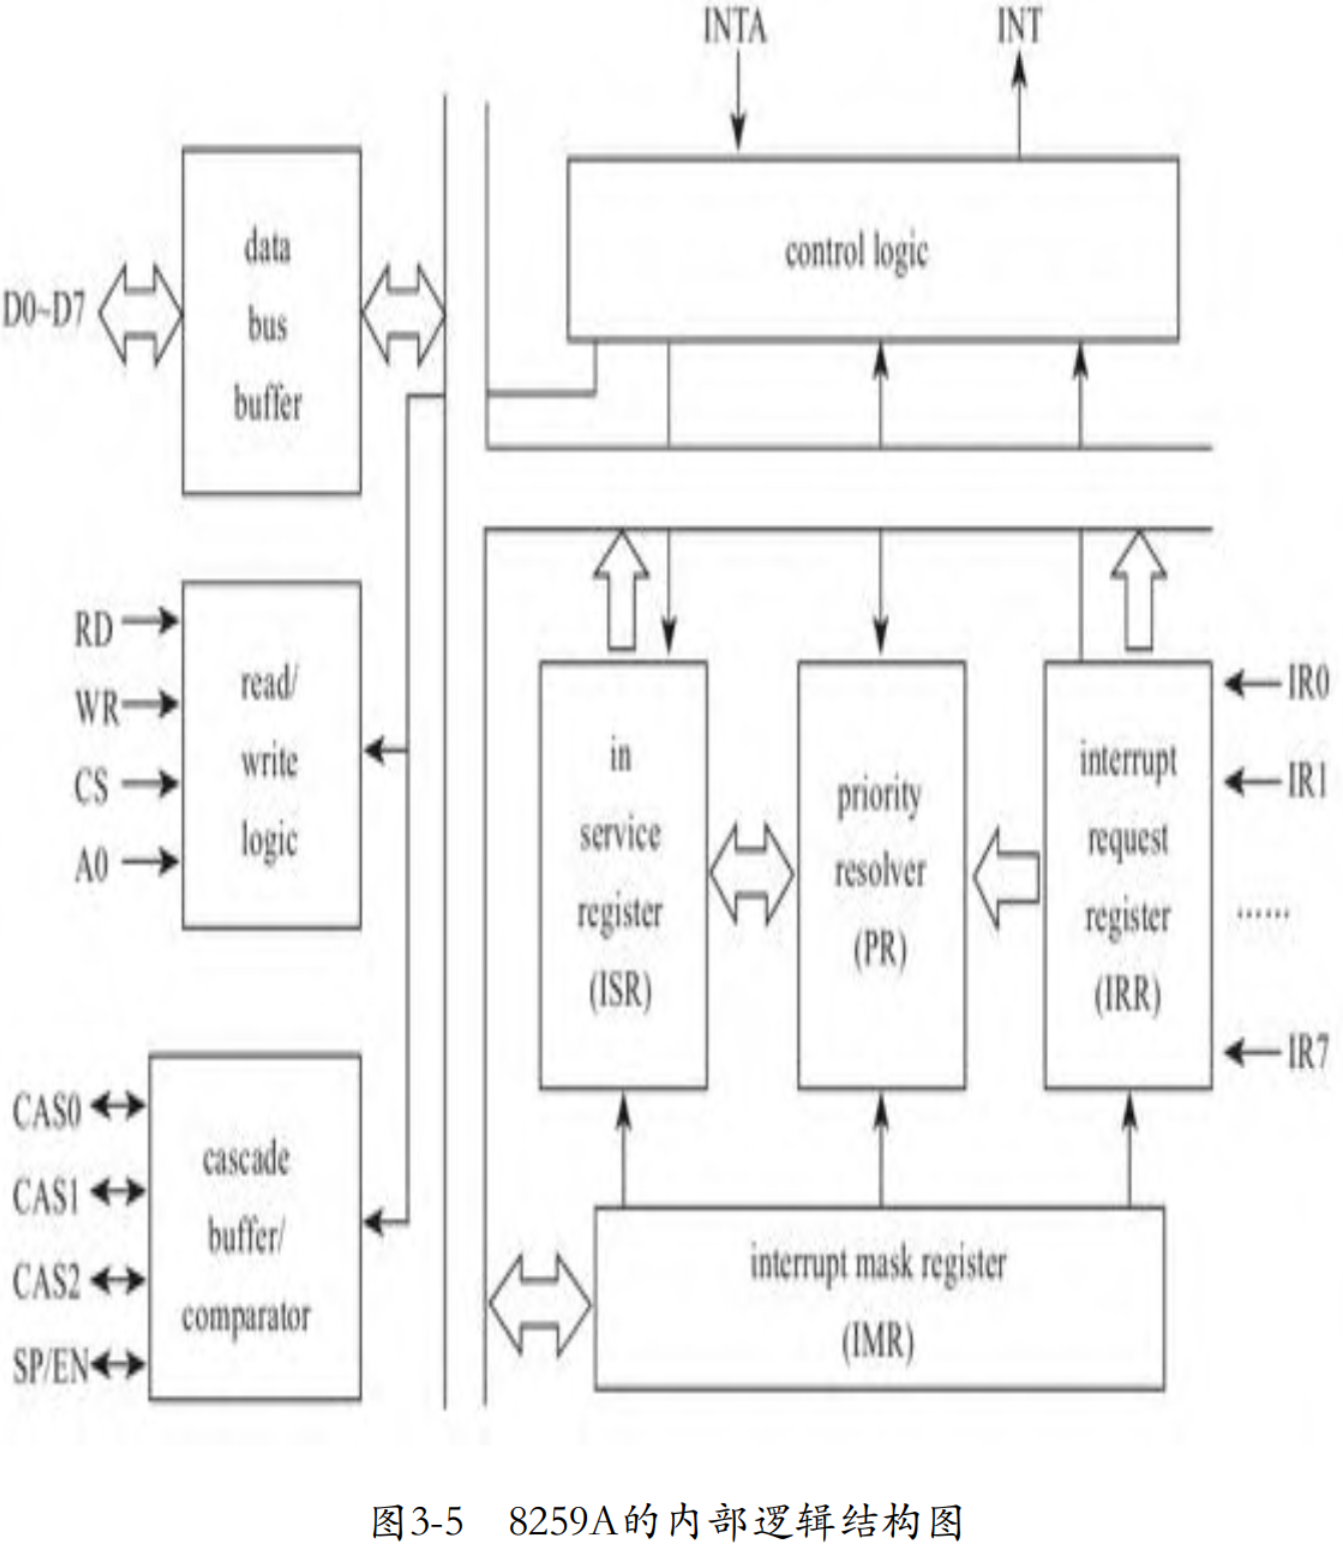 INTA
INT
control logic
D0~D7
data
bus
buffer
RD
WR
CS
A0
read/
write
logic
in
service
register
(ISR)
priority
resolver
(PR)
interrupt
request
register
(IRR)
IR0
IR1
......
IR7
CAS0
CAS1
CAS2
SP/EN
cascade
buffer/
comparator
interrupt mask register
(IMR)
图3-5 8259A的内部逻辑结构图